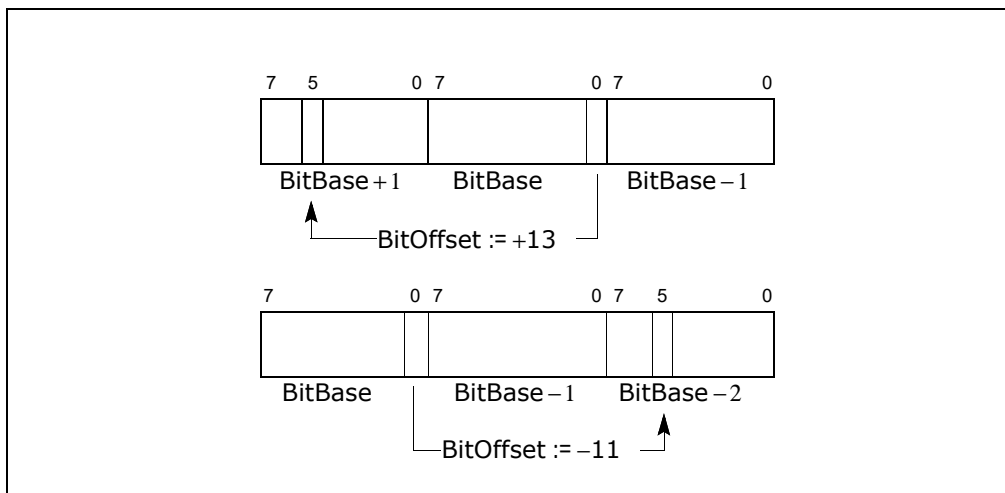 7 5 0 7 0 7 0
BitBase + 1 BitBase BitBase – 1
BitOffset := +13
7 0 7 0 7 5 0
BitBase BitBase – 1 BitBase – 2
BitOffset := –11